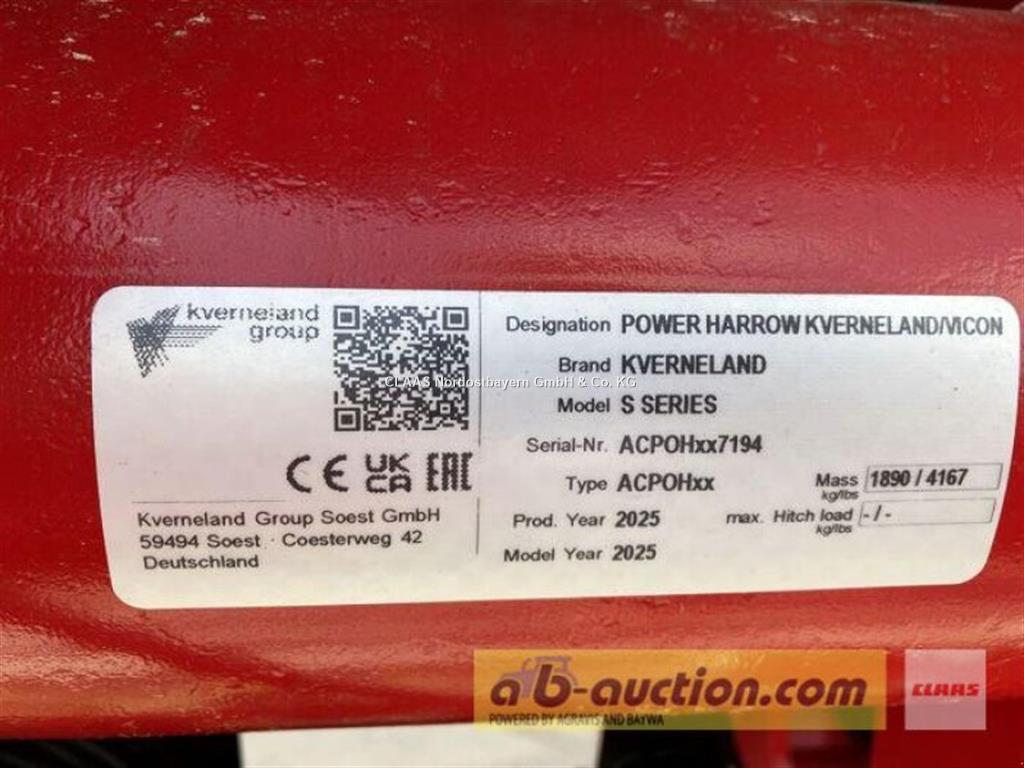 kverneland
group
CE UKCA EAC
Kverneland Group Soest GmbH
59494 Soest · Coesterweg 42
Deutschland
Designation POWER HARROW KVERNELAND/VICON
Brand KVERNELAND
Model S SERIES
Serial-Nr. ACPOHxx7194
Type ACPOHxx
Mass kg/lbs 1890 / 4167
Prod. Year 2025
max. Hitch load kg/lbs - / -
Model Year 2025
CLAAS Nordostbayern GmbH & Co. KG
ab-auction.com
POWERED BY AGRAVIS AND BAYWA
CLAAS